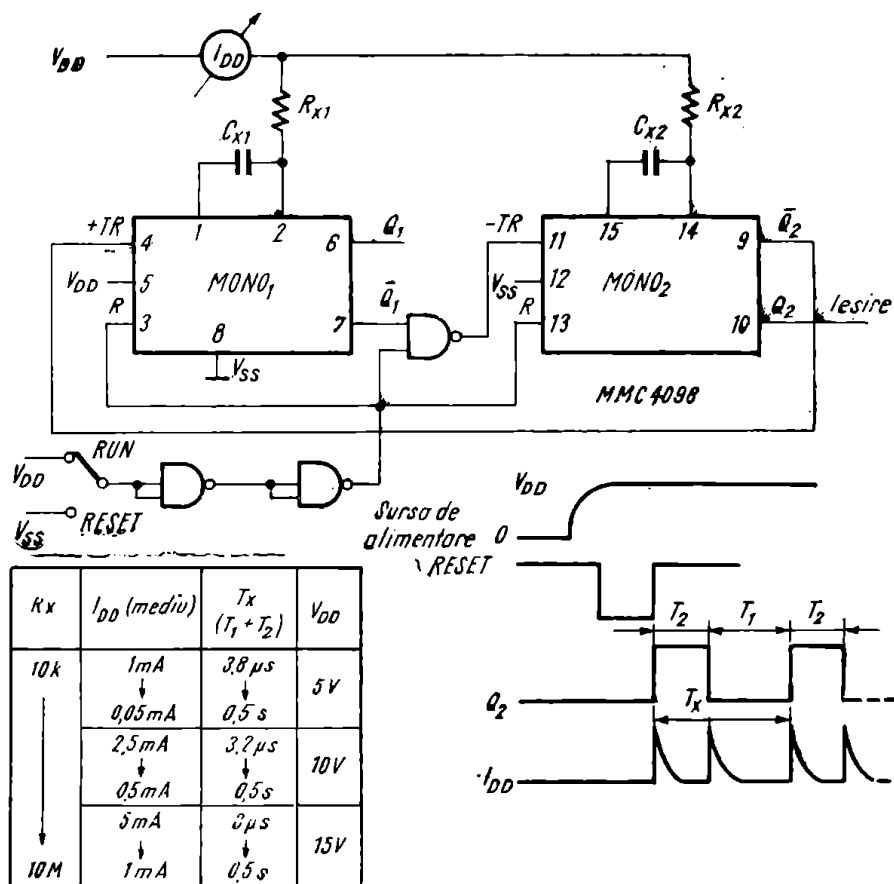 V_DD
I_DD
R_x1
R_x2
C_x1
C_x2
+TR
4
1
2
6
Q_1
-TR
11
15
14
9
Q̄_2
V_DD
5
MONO_1
V_SS
12
MONO_2
R
3
8
7
Q̄_1
R
13
10
Q_2
Iesire
V_SS
MMC4098
RUN
V_DD
V_SS
RESET
Sursa de
alimentare
V_DD
0
RESET
T_2
T_1
T_2
Q_2
T_x
I_DD
Rx I_DD (mediu) Tx (T_1 + T_2) V_DD
10k 1mA 3,8 µs
0,05mA 0,5 s 5V
2,5mA 3,2 µs
0,5mA 0,5s 10V
5mA µs
10M 1mA 0,5 s 15V